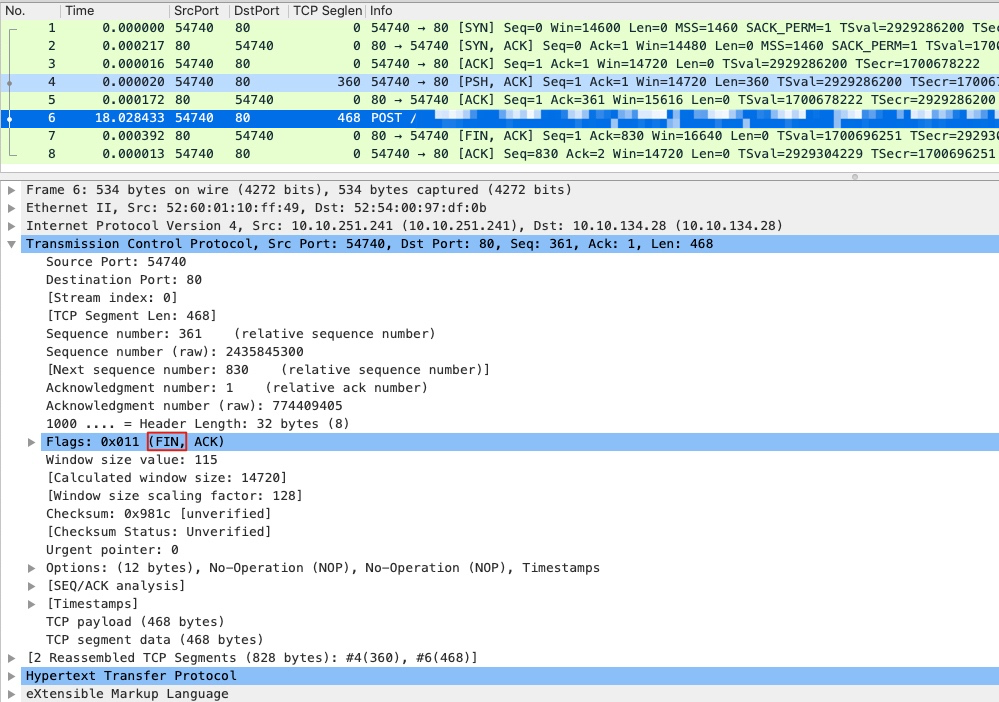 No. Time SrcPort DstPort TCP Seglen Info
1 0.000000 54740 80 0 54740 → 80 [SYN] Seq=0 Win=14600 Len=0 MSS=1460 SACK_PERM=1 TSval=2929286200 TSec
2 0.000217 80 54740 0 80 → 54740 [SYN, ACK] Seq=0 Ack=1 Win=14480 Len=0 MSS=1460 SACK_PERM=1 TSval=1700
3 0.000016 54740 80 0 54740 → 80 [ACK] Seq=1 Ack=1 Win=14720 Len=0 TSval=2929286200 TSecr=1700678222
4 0.000020 54740 80 360 54740 → 80 [PSH, ACK] Seq=1 Ack=1 Win=14720 Len=360 TSval=2929286200 TSecr=17006
5 0.000172 80 54740 0 80 → 54740 [ACK] Seq=1 Ack=361 Win=15616 Len=0 TSval=1700678222 TSecr=2929286200
6 18.028433 54740 80 468 POST /
7 0.000392 80 54740 0 80 → 54740 [FIN, ACK] Seq=1 Ack=830 Win=16640 Len=0 TSval=1700696251 TSecr=29293
8 0.000013 54740 80 0 54740 → 80 [ACK] Seq=830 Ack=2 Win=14720 Len=0 TSval=2929304229 TSecr=1700696251
Frame 6: 534 bytes on wire (4272 bits), 534 bytes captured (4272 bits)
Ethernet II, Src: 52:60:01:10:ff:49, Dst: 52:54:00:97:df:0b
Internet Protocol Version 4, Src: 10.10.251.241 (10.10.251.241), Dst: 10.10.134.28 (10.10.134.28)
Transmission Control Protocol, Src Port: 54740, Dst Port: 80, Seq: 361, Ack: 1, Len: 468
Source Port: 54740
Destination Port: 80
[Stream index: 0]
[TCP Segment Len: 468]
Sequence number: 361 (relative sequence number)
Sequence number (raw): 2435845300
[Next sequence number: 830 (relative sequence number)]
Acknowledgment number: 1 (relative ack number)
Acknowledgment number (raw): 774409405
1000 .... = Header Length: 32 bytes (8)
Flags: 0x011 (FIN, ACK)
Window size value: 115
[Calculated window size: 14720]
[Window size scaling factor: 128]
Checksum: 0x981c [unverified]
[Checksum Status: Unverified]
Urgent pointer: 0
Options: (12 bytes), No-Operation (NOP), No-Operation (NOP), Timestamps
[SEQ/ACK analysis]
[Timestamps]
TCP payload (468 bytes)
TCP segment data (468 bytes)
[2 Reassembled TCP Segments (828 bytes): #4(360), #6(468)]
Hypertext Transfer Protocol
eXtensible Markup Language